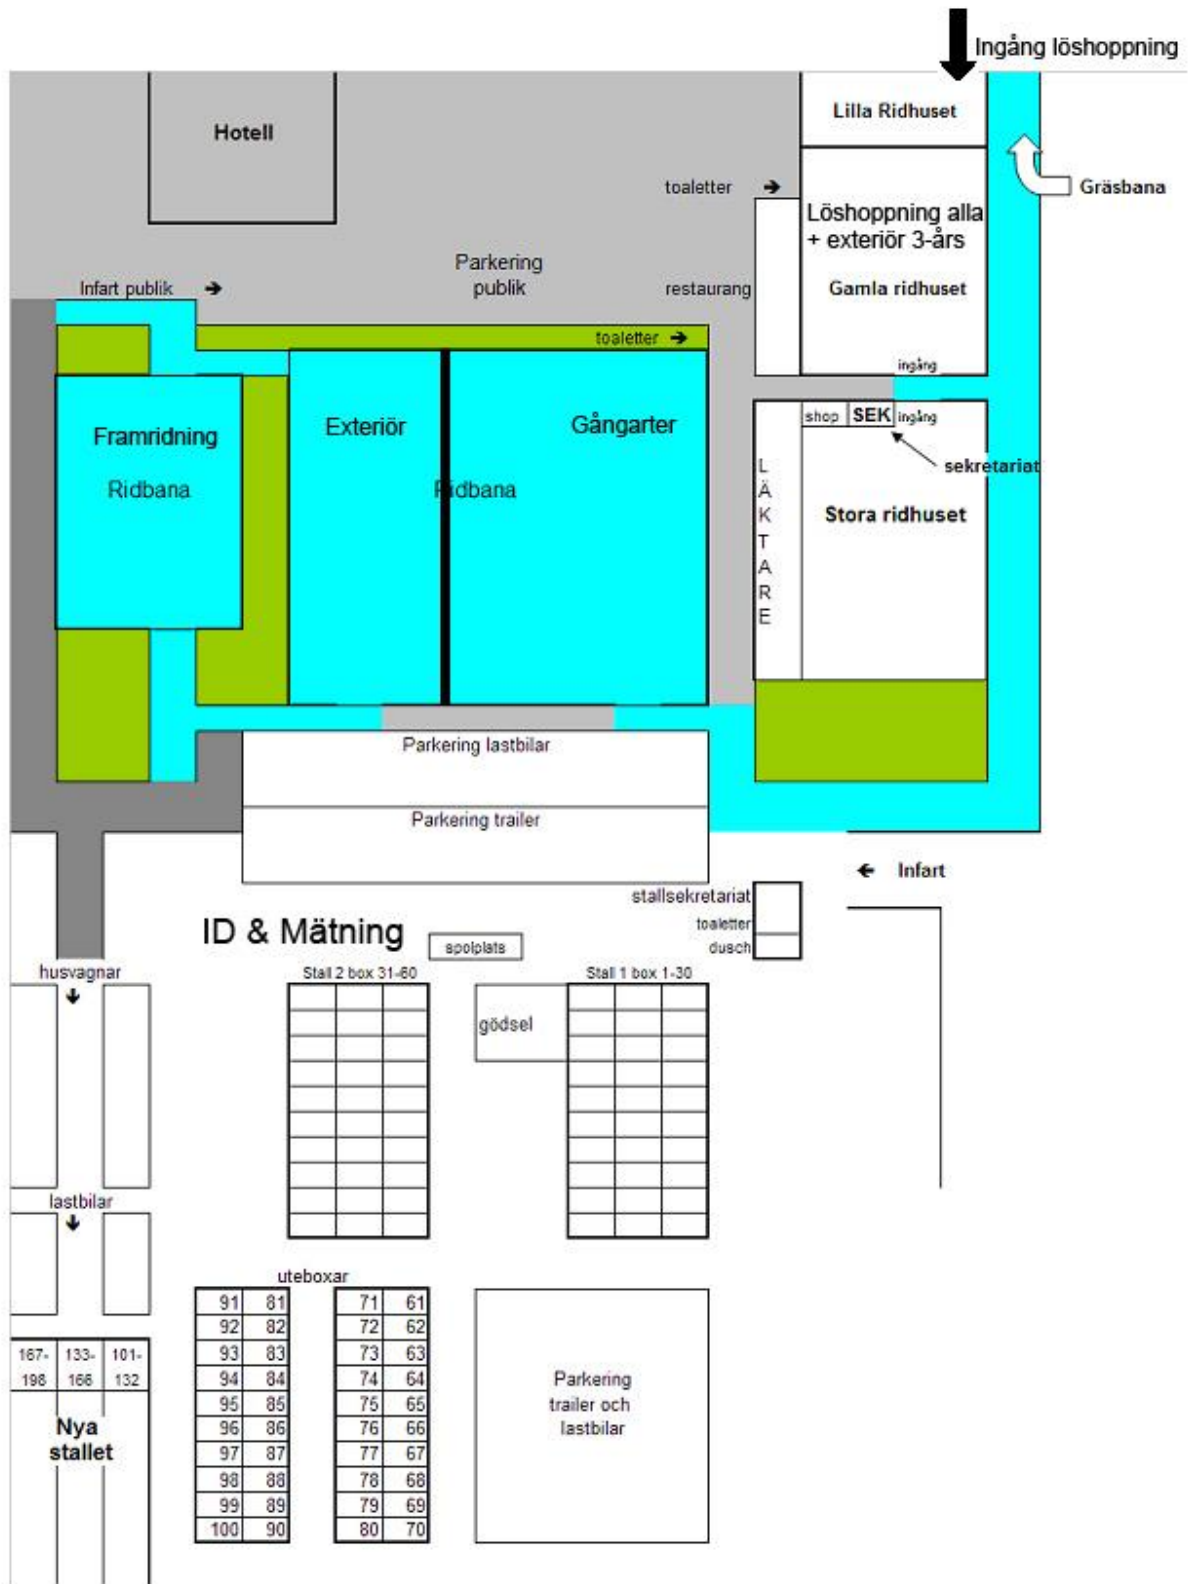 Ingång löshoppning
Lilla Ridhuset
Hotell
toaletter
Gräsbana
Löshoppning alla
+ exteriör 3-års
Parkering
publik
Infart publik
restaurang
Gamla ridhuset
toaletter
ingång
shop
SEK
ingång
Framridning
Exteriör
Gångarter
sekretariat
LÄKTARE
Ridbana
Ridbana
Stora ridhuset
Parkering lastbilar
Parkering trailer
Infart
stallsekretariat
toaletter
dusch
ID & Mätning
spolplats
husvagnar
Stall 2 box 31-60
Stall 1 box 1-30
gödsel
lastbilar
uteboxar
91 81 71 61
92 82 72 62
93 83 73 63
94 84 74 64
95 85 75 65
96 86 76 66
97 87 77 67
98 88 78 68
99 89 79 69
100 90 80 70
167- 133- 101-
198 166 132
Nya
stallet
Parkering
trailer och
lastbilar